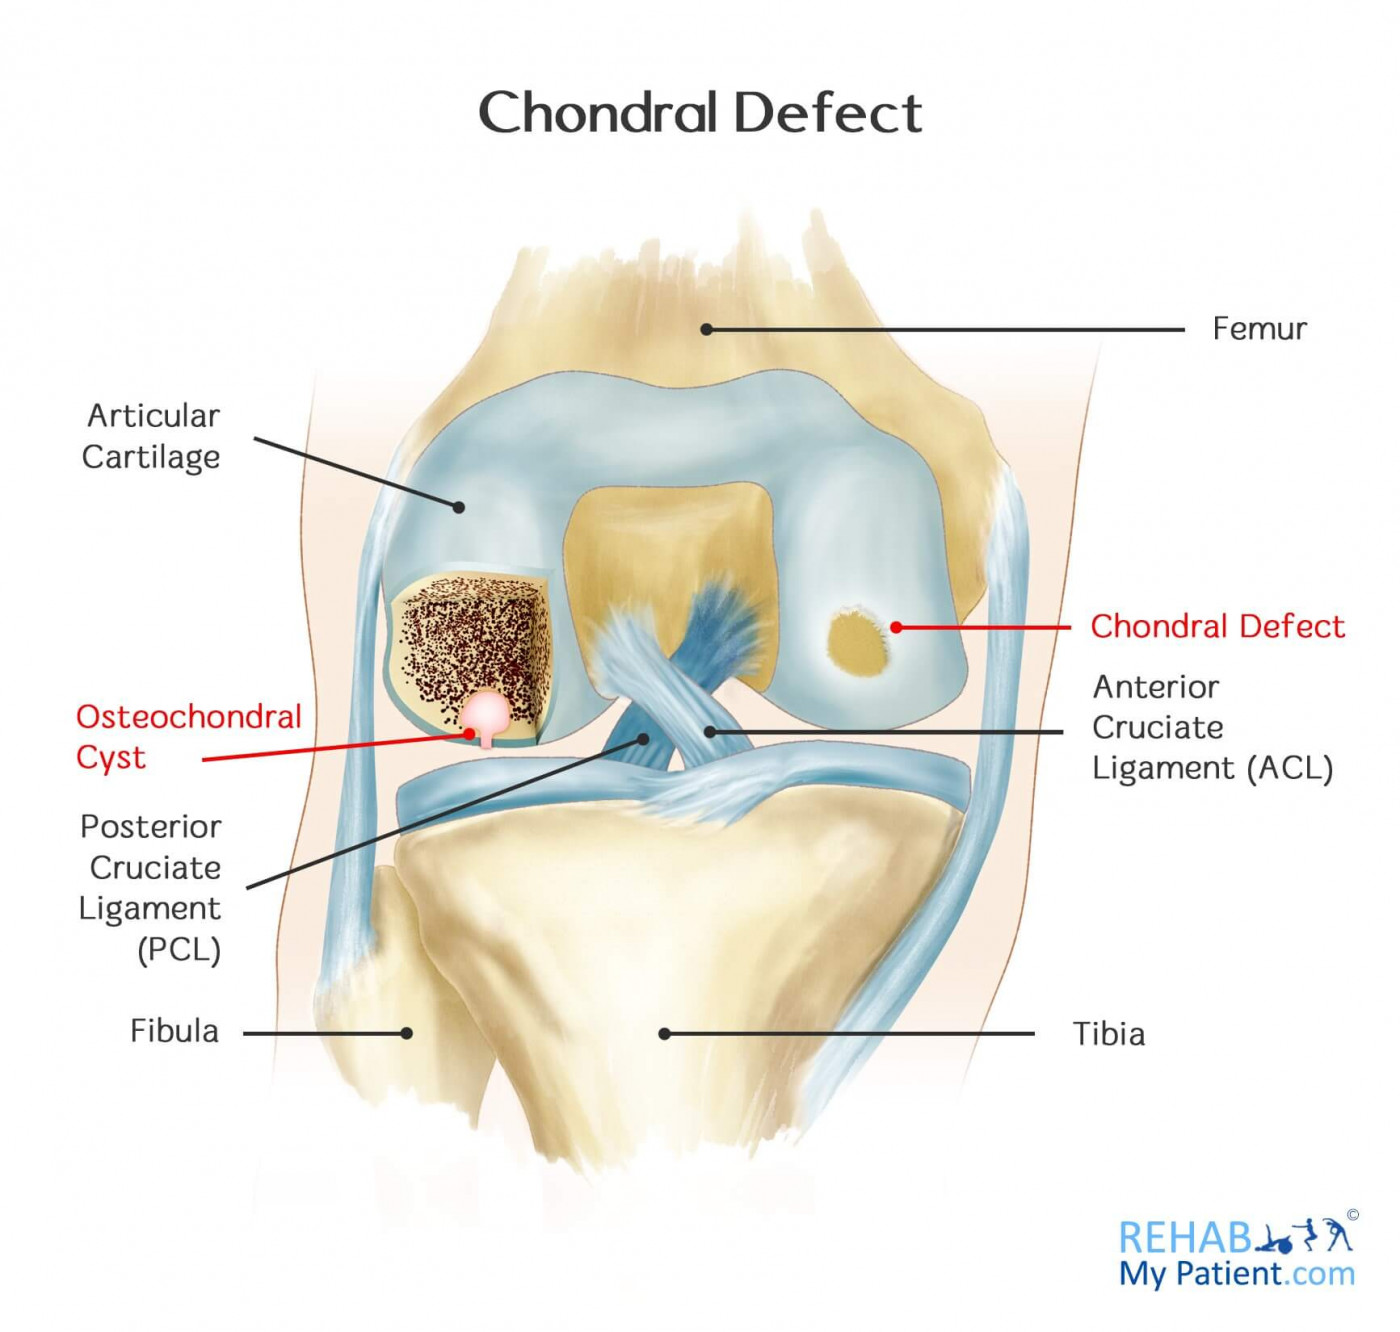 Chondral Defect
Femur
Articular
Cartilage
Chondral Defect
Osteochondral
Cyst
Anterior
Cruciate
Ligament (ACL)
Posterior
Cruciate
Ligament
(PCL)
Fibula
Tibia
REHAB ©
My Patient.com